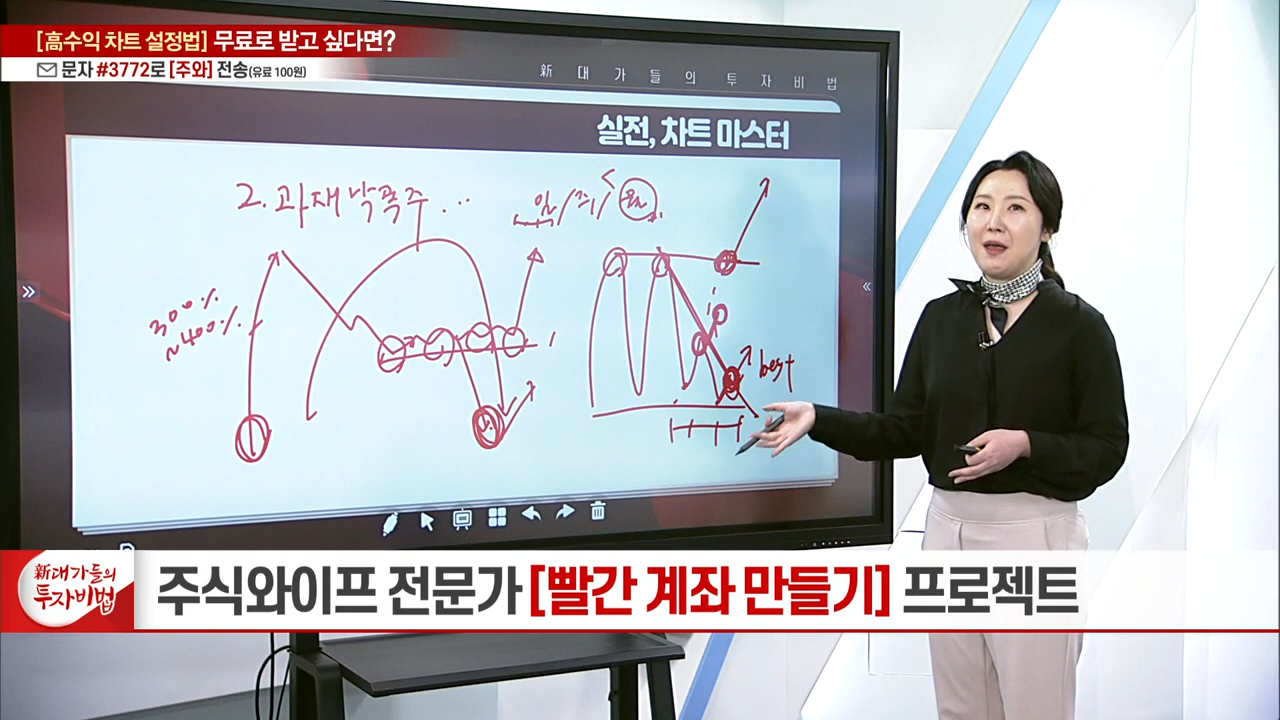 [高수익 차트 설정법] 무료로 받고 싶다면?
문자 #3772로 [주와] 전송(유료 100원)
新대가들의 투자비법
실전, 차트 마스터
2. 과재낙폭주...
일/주/월
300%
~400%
best
新대가들의
투자비법
주식와이프 전문가 [빨간 계좌 만들기] 프로젝트